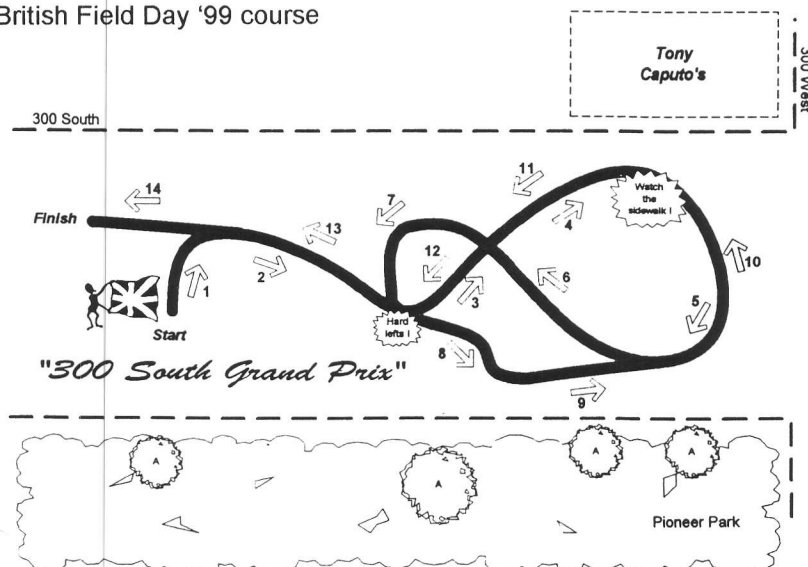 British Field Day '99 course
Tony
Caputo's
300 West
300 South
11
14
7
Watch
the
sidewalk !
4
Finish
13
12
10
2
6
1
3
5
Start
Hard
lefts !
8
"300 South Grand Prix"
9
A
A
A
A
Pioneer Park